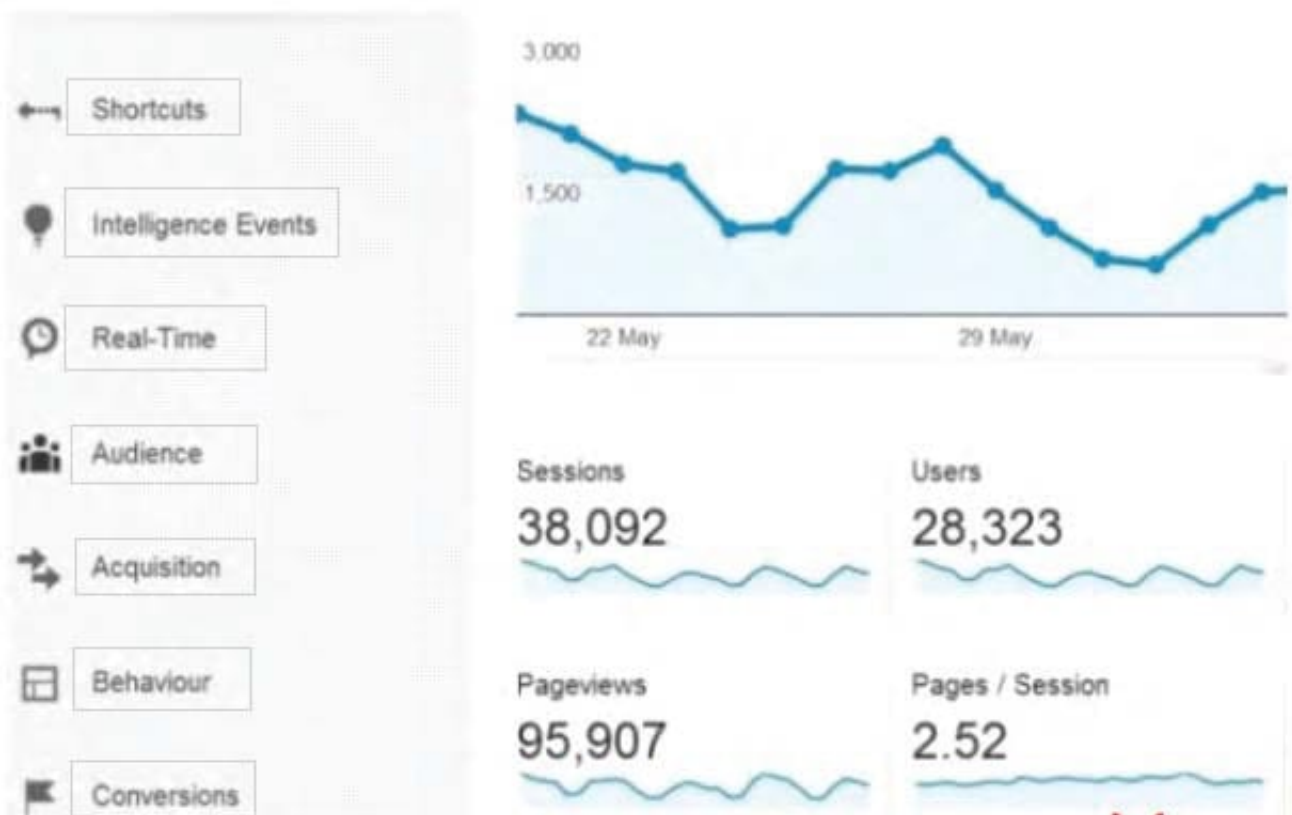 Shortcuts
Intelligence Events
Real-Time
Audience
Acquisition
Behaviour
Conversions
3,000
1,500
22 May
29 May
Sessions
38,092
Users
28,323
Pageviews
95,907
Pages / Session
2.52